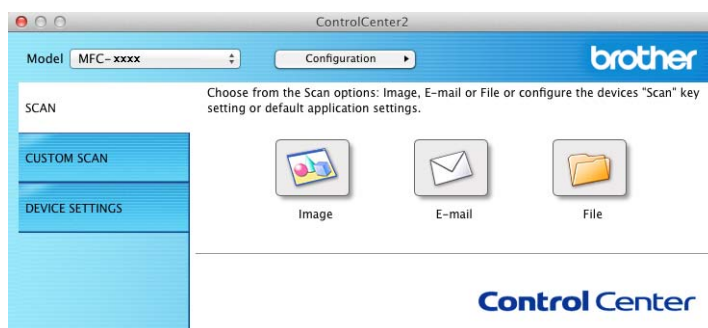 ControlCenter2
Model MFC-xxxx Configuration brother
SCAN
Choose from the Scan options: Image, E-mail or File or configure the devices "Scan" key
setting or default application settings.
CUSTOM SCAN
DEVICE SETTINGS
Image E-mail File
Control Center